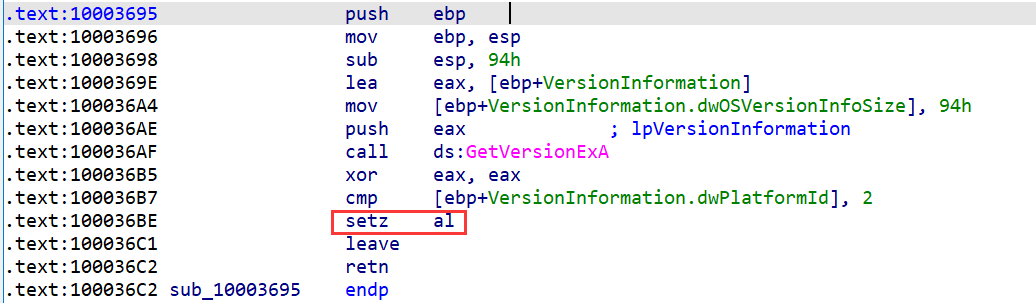 .text:10003695 push ebp
.text:10003696 mov ebp, esp
.text:10003698 sub esp, 94h
.text:1000369E lea eax, [ebp+VersionInformation]
.text:100036A4 mov [ebp+VersionInformation.dwOSVersionInfoSize], 94h
.text:100036AE push eax ; lpVersionInformation
.text:100036AF call ds:GetVersionExA
.text:100036B5 xor eax, eax
.text:100036B7 cmp [ebp+VersionInformation.dwPlatformId], 2
.text:100036BE setz al
.text:100036C1 leave
.text:100036C2 retn
.text:100036C2 sub_10003695 endp